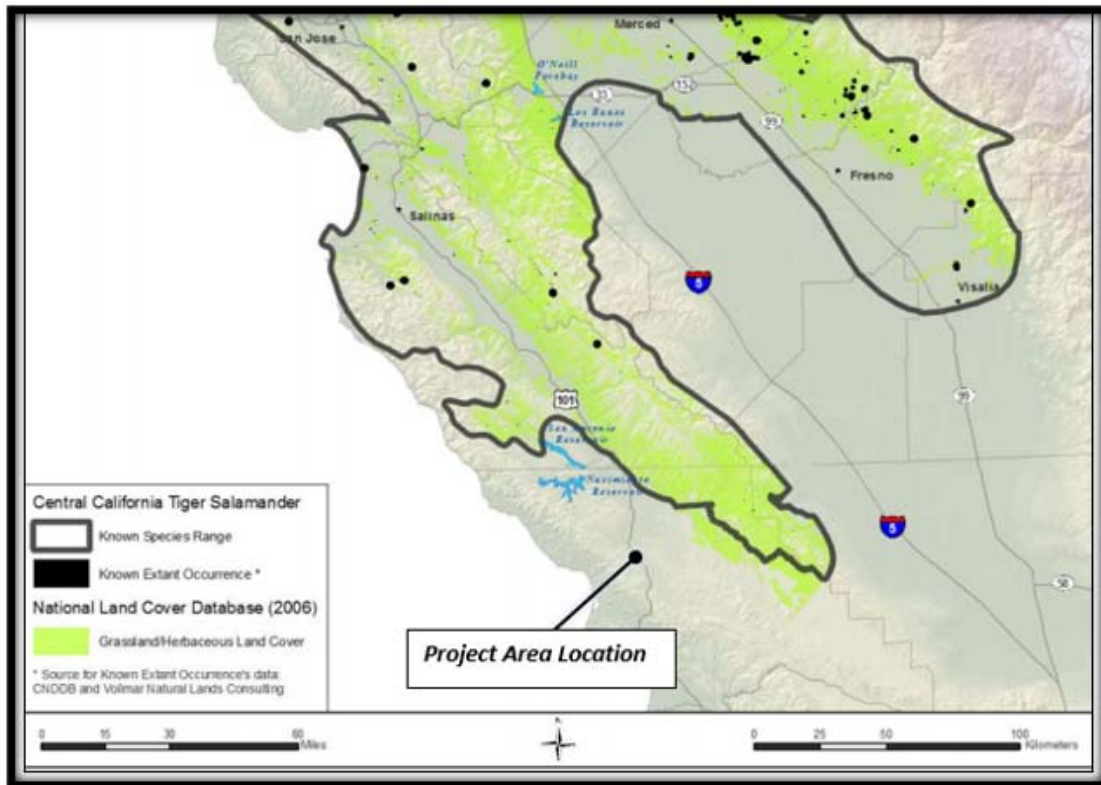 Merced
San Jose
O'Neill
Forebay
33
152
Los Banos
Reservoir
99
Fresno
Salinas
5
Visalia
101
99
San Antonio
Reservoir
Nacimiento
Reservoir
5
58
Central California Tiger Salamander
Known Species Range
Known Extant Occurrence *
National Land Cover Database (2006)
Grassland/Herbaceous Land Cover
* Source for Known Extant Occurrence's data:
CNDDB and Vollmar Natural Lands Consulting
Project Area Location
0 15 30 60
Miles
0 25 50 100
Kilometers